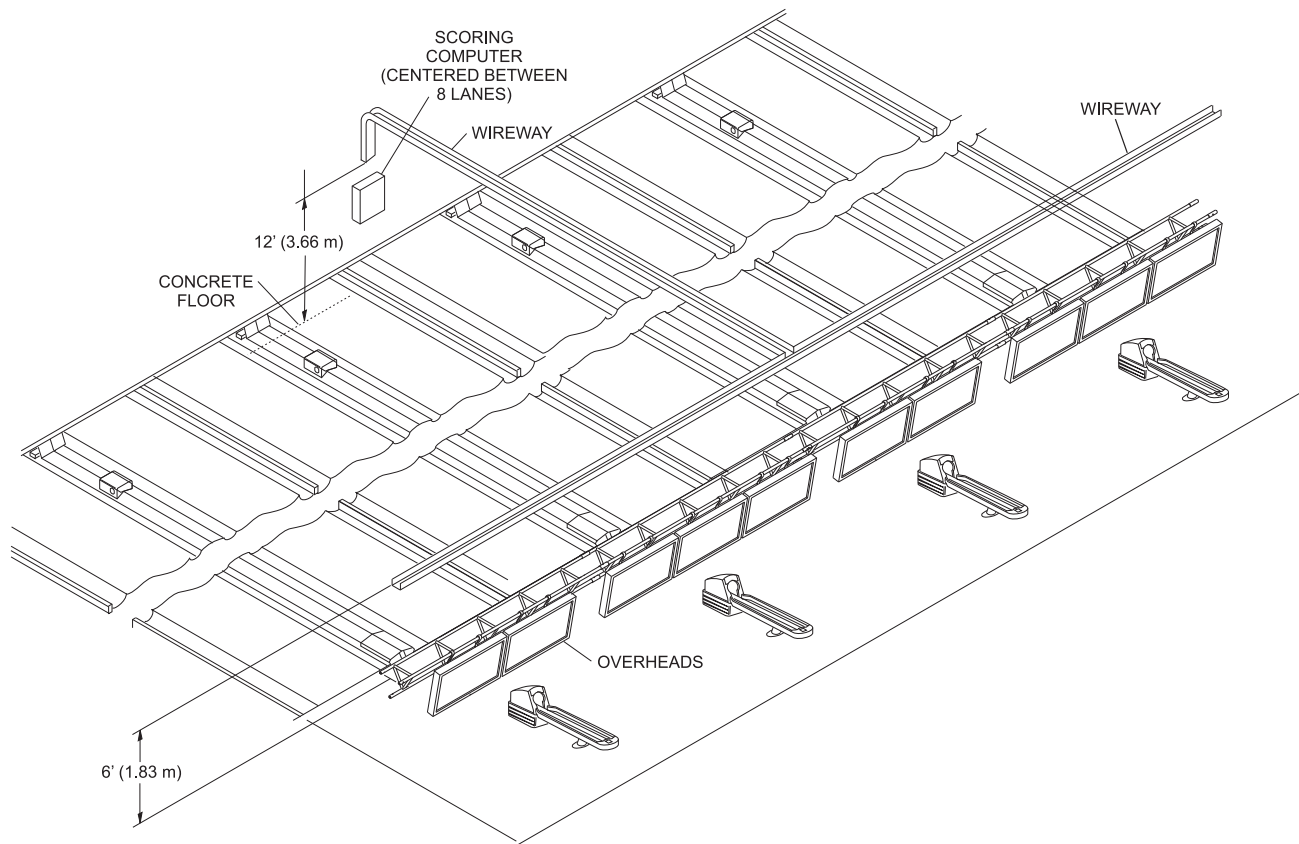 SCORING
COMPUTER
(CENTERED BETWEEN
8 LANES)
WIREWAY
WIREWAY
12’ (3.66 m)
CONCRETE
FLOOR
OVERHEADS
6’ (1.83 m)